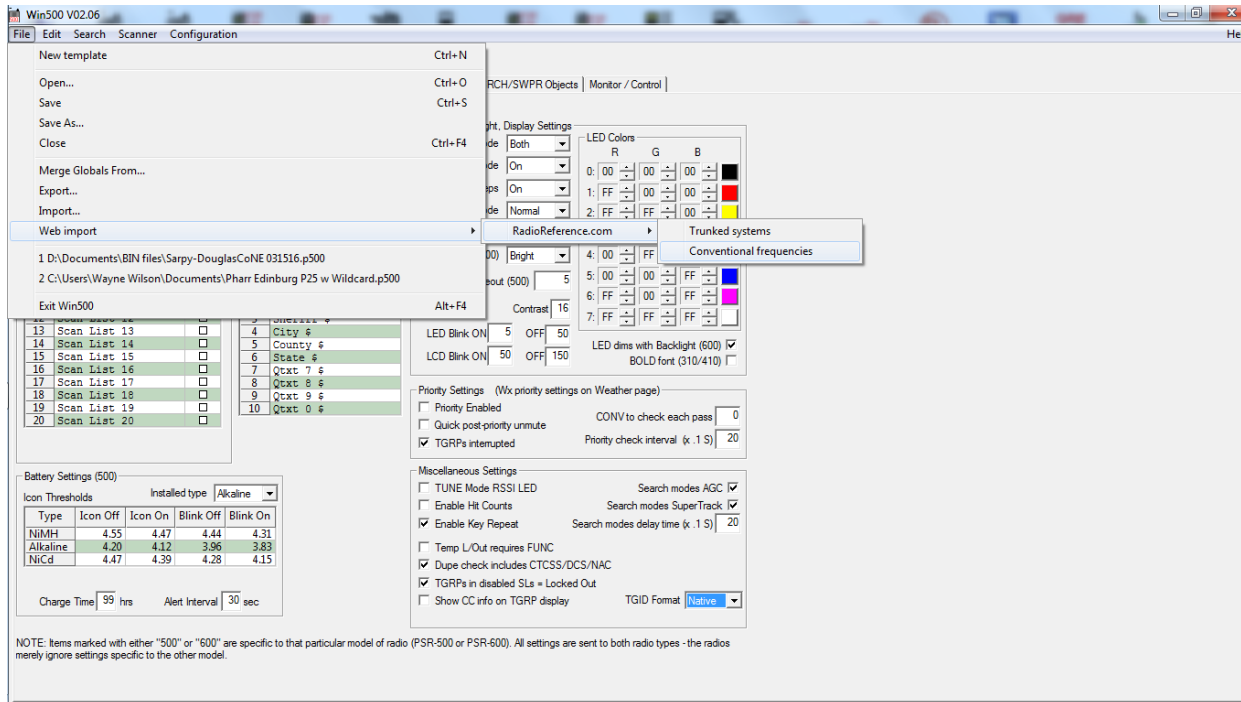 Win500 V02.06
File Edit Search Scanner Configuration He
New template Ctrl+N
Open... Ctrl+O
Save Ctrl+S
Save As...
Close Ctrl+F4
Merge Globals From...
Export...
Import...
Web import
RadioReference.com
Trunked systems
Conventional frequencies
1 D:\Documents\BIN files\Sarpy-DouglasCoNE 031516.p500
2 C:\Users\Wayne Wilson\Documents\Pharr Edinburg P25 w Wildcard.p500
Exit Win500 Alt+F4
RCH/SWPR Objects Monitor / Control
ght, Display Settings
de Both
de On
eps On
de Normal
00) Bright
eout (500) 5
Contrast 16
LED Blink ON 5 OFF 50
LCD Blink ON 50 OFF 150
LED Colors
R G B
0: 00 00 00
1: FF 00 00
2: FF FF 00
4: 00 FF
5: 00 00 FF
6: FF 00 FF
7: FF FF FF
LED dims with Backlight (600)
BOLD font (310/410)
12 Scan List 12
13 Scan List 13
14 Scan List 14
15 Scan List 15
16 Scan List 16
17 Scan List 17
18 Scan List 18
19 Scan List 19
20 Scan List 20
3 Sheriff $
4 City $
5 County $
6 State $
7 Qtxt 7 $
8 Qtxt 8 $
9 Qtxt 9 $
10 Qtxt 0 $
Priority Settings (Wx priority settings on Weather page)
Priority Enabled
Quick post-priority unmute
TGRPs interrupted
CONV to check each pass 0
Priority check interval (x .1 S) 20
Battery Settings (500)
Icon Thresholds Installed type Alkaline
Type Icon Off Icon On Blink Off Blink On
NiMH 4.55 4.47 4.44 4.31
Alkaline 4.20 4.12 3.96 3.83
NiCd 4.47 4.39 4.28 4.15
Charge Time 99 hrs Alert Interval 30 sec
Miscellaneous Settings
TUNE Mode RSSI LED Search modes AGC
Enable Hit Counts Search modes SuperTrack
Enable Key Repeat Search modes delay time (x .1 S) 20
Temp L/Out requires FUNC
Dupe check includes CTCSS/DCS/NAC
TGRPs in disabled SLs = Locked Out
Show CC info on TGRP display TGID Format Native
NOTE: Items marked with either "500" or "600" are specific to that particular model of radio (PSR-500 or PSR-600). All settings are sent to both radio types - the radios
merely ignore settings specific to the other model.